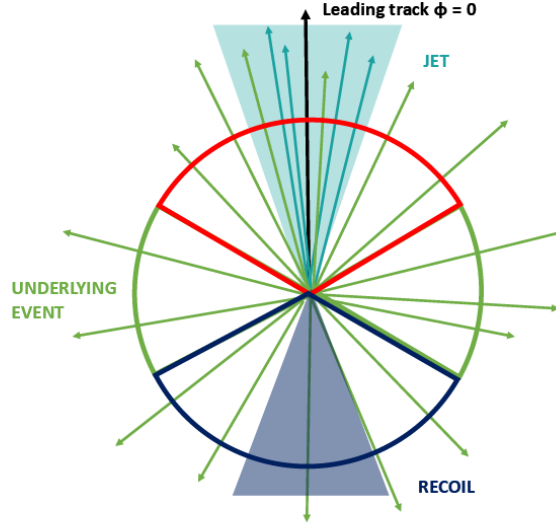 Leading track ϕ = 0
JET
UNDERLYING
EVENT
RECOIL